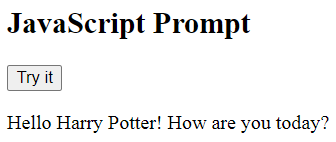 JavaScript Prompt
Try it
Hello Harry Potter! How are you today?